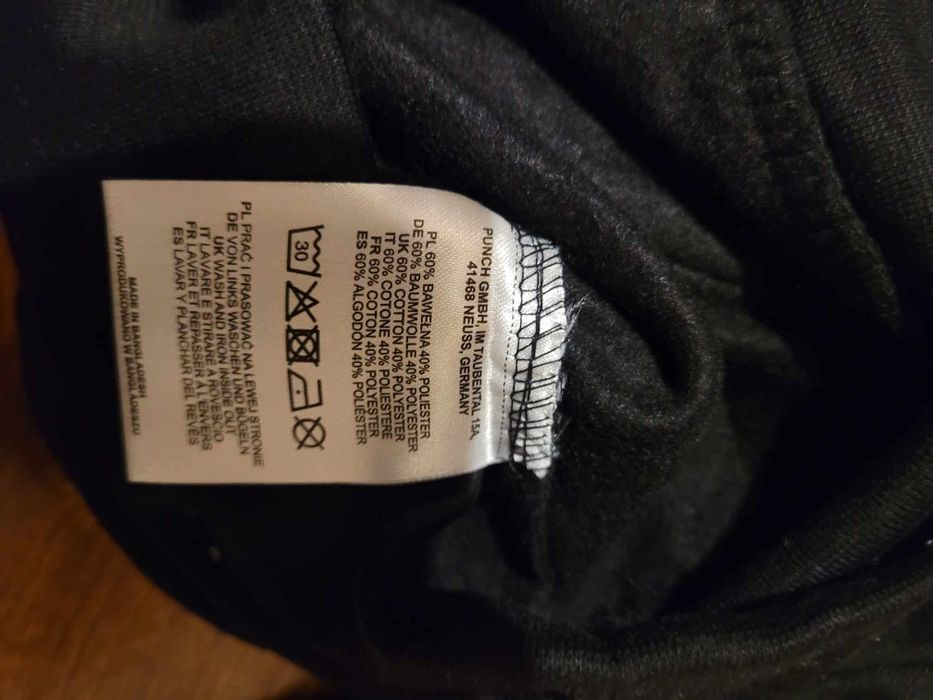 PUNCH GMBH. IM TAUBENTAL 15A,
41468 NEUSS, GERMANY
PL 60% BAWEŁNA 40% POLIESTER
DE 60% BAUMWOLLE 40% POLYESTER
UK 60% COTTON 40% POLYESTER
IT 60% COTONE 40% POLIESTERE
FR 60% COTON 40% POLYESTER
ES 60% ALGODON 40% POLIÉSTER
30
PL PRAĆ I PRASOWAĆ NA LEWEJ STRONIE
DE VON LINKS WASCHEN UND BÜGELN
UK WASH AND IRON INSIDE OUT
IT LAVARE E STIRARE A ROVESCIO
FR LAVER ET REPASSER À L'ENVERS
ES LAVAR Y PLANCHAR DEL REVÉS
MADE IN BANGLADESH
WYPRODUKOWANO W BANGLADESZU